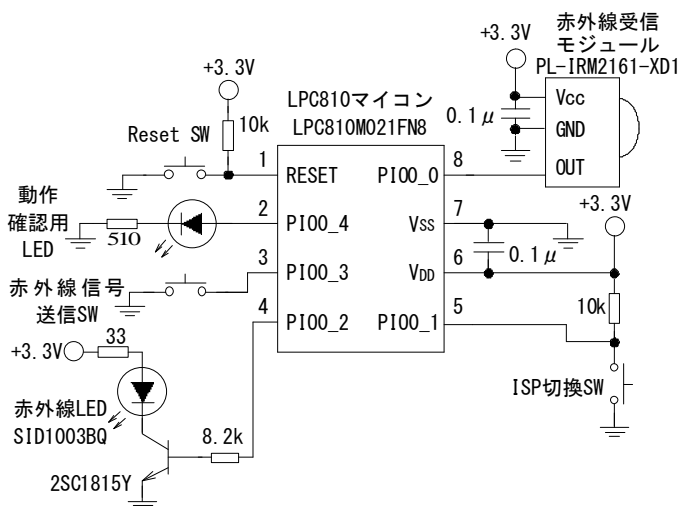 赤外線受信
モジュール
PL-IRM2161-XD1
+3.3V
Vcc
GND
OUT
0.1μ
+3.3V
10k
LPC810マイコン
LPC810M021FN8
Reset SW
1
RESET
PIO0_0
8
動作
確認用
LED
510
2
PIO0_4
Vss
7
+3.3V
0.1μ
赤外線信号
送信SW
3
PIO0_3
VDD
6
4
PIO0_2
PIO0_1
5
10k
+3.3V
33
ISP切換SW
赤外線LED
SID1003BQ
8.2k
2SC1815Y